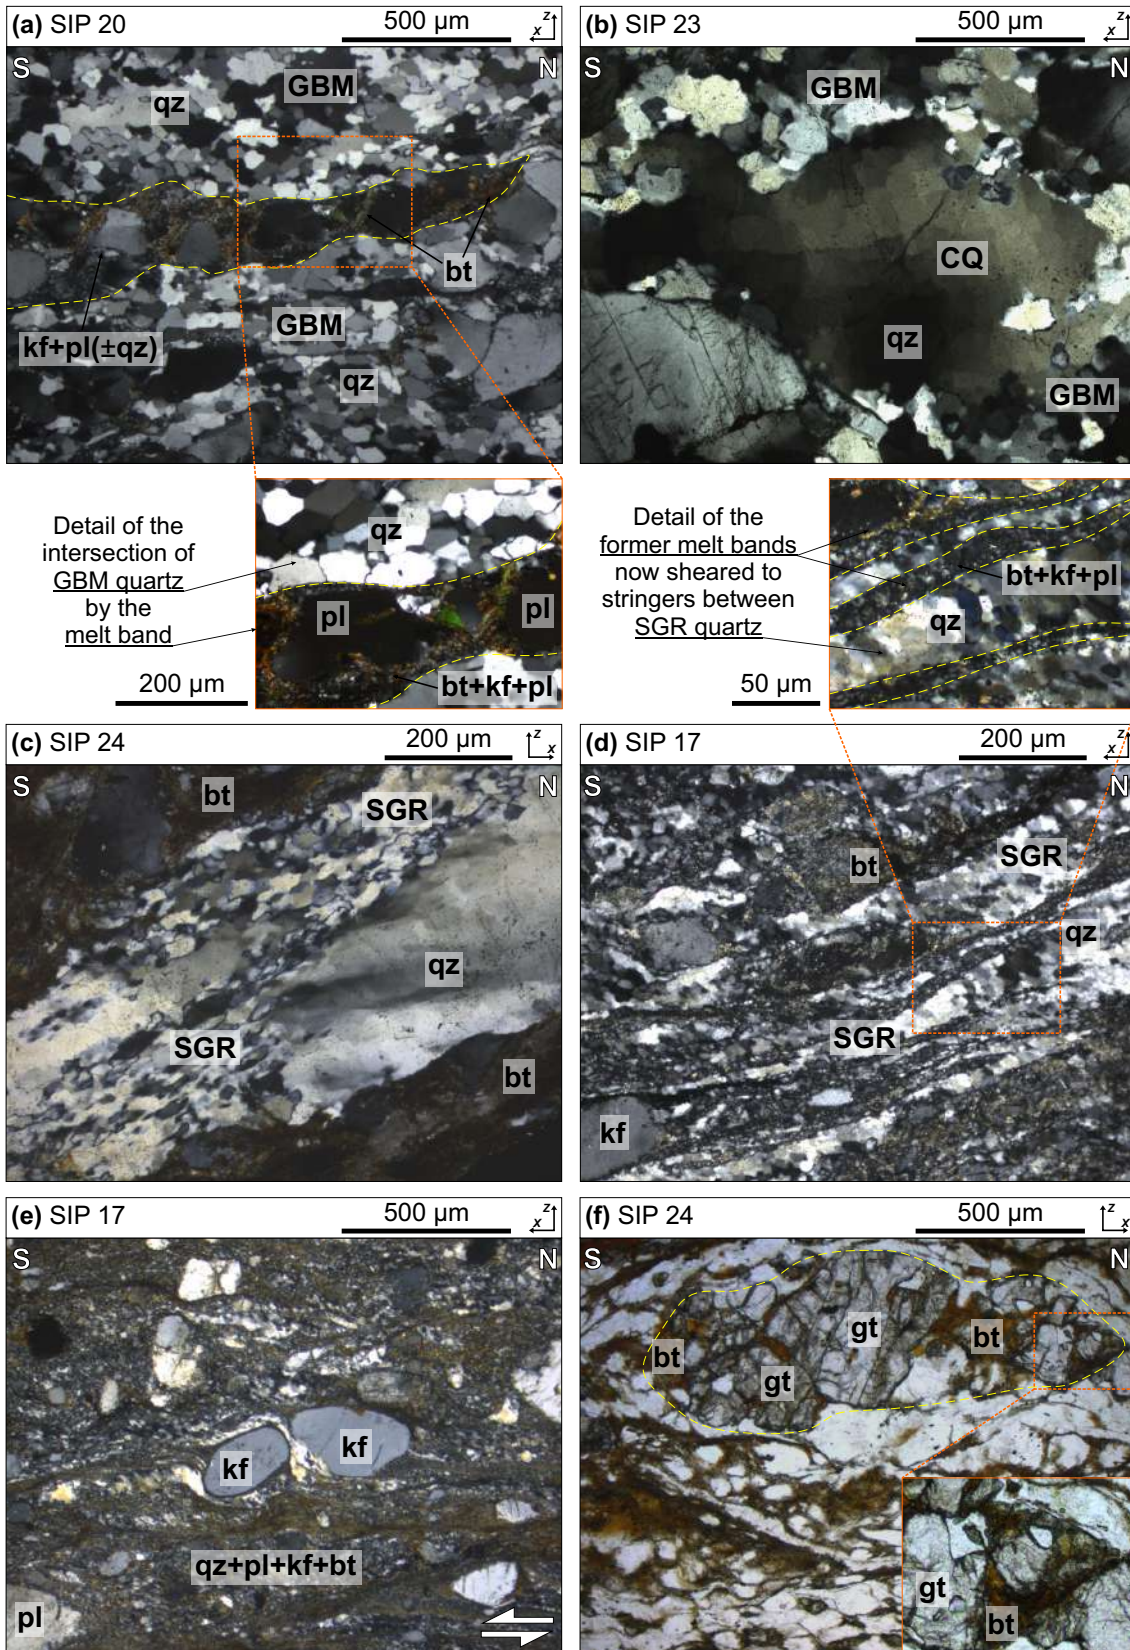 (a) SIP 20
500 µm
z
x
S
N
GBM
qz
bt
kf+pl(±qz)
GBM
qz
(b) SIP 23
500 µm
z
x
S
N
GBM
CQ
qz
GBM
Detail of the
intersection of
GBM quartz
by the
melt band
200 µm
qz
pl
pl
bt+kf+pl
Detail of the
former melt bands
now sheared to
stringers between
SGR quartz
50 µm
bt+kf+pl
qz
(c) SIP 24
200 µm
z
x
S
N
bt
SGR
qz
SGR
bt
(d) SIP 17
200 µm
z
x
S
N
bt
SGR
qz
SGR
kf
(e) SIP 17
500 µm
z
x
S
N
kf
kf
qz+pl+kf+bt
pl
(f) SIP 24
500 µm
z
x
S
N
gt
bt
bt
gt
gt
bt